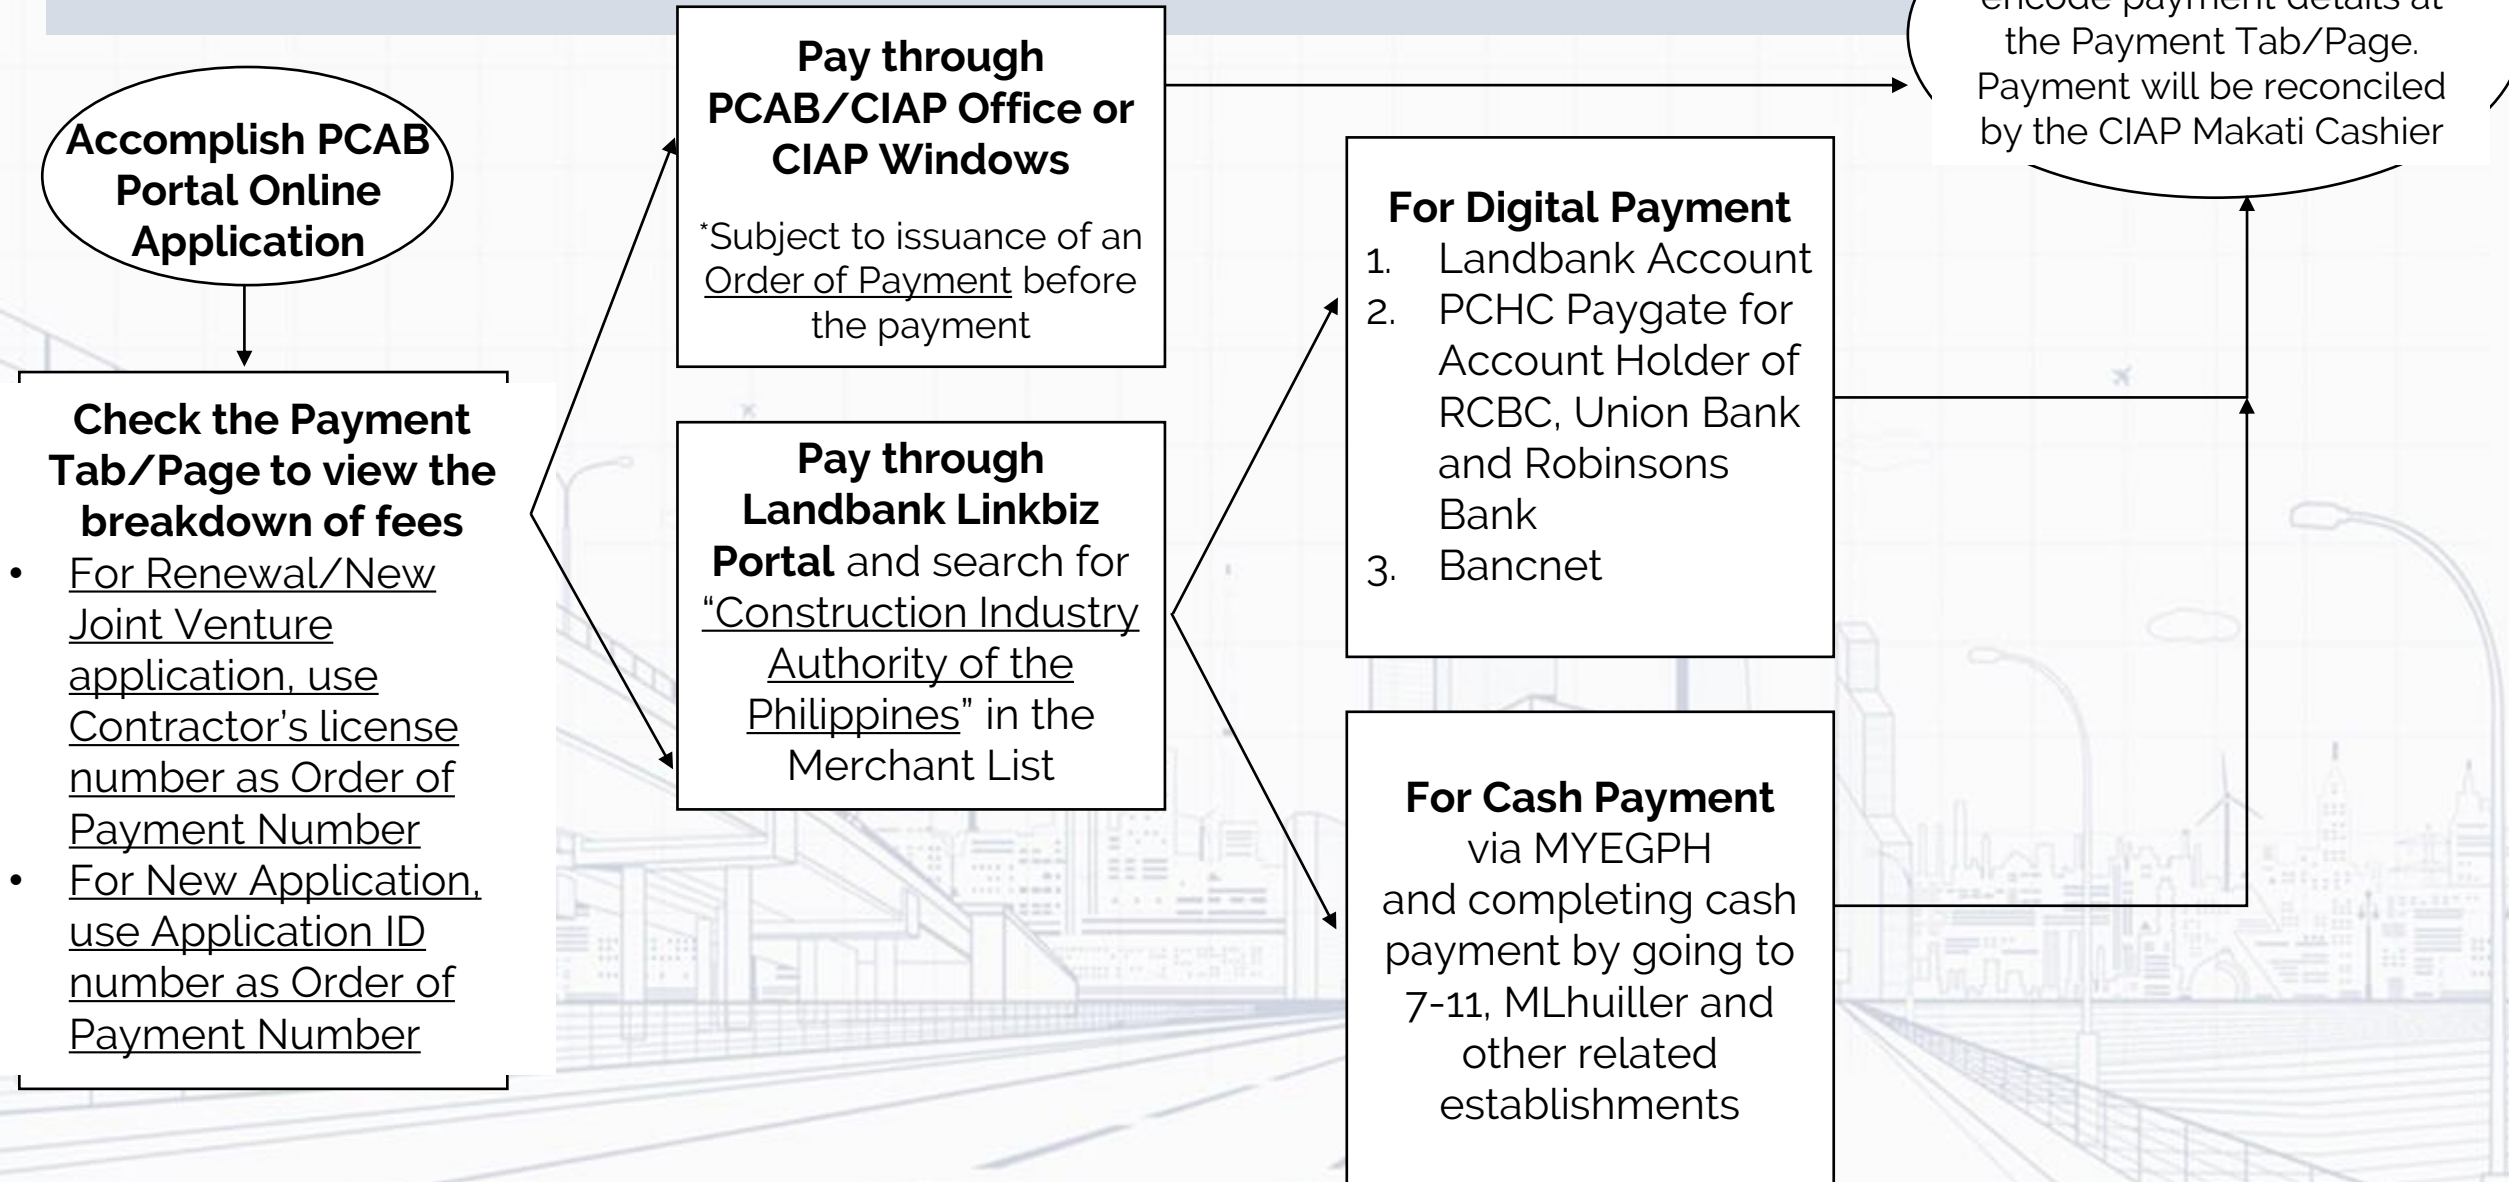 Accomplish PCAB
Portal Online
Application
Check the Payment
Tab/Page to view the
breakdown of fees
• For Renewal/New
Joint Venture
application, use
Contractor’s license
number as Order of
Payment Number
• For New Application,
use Application ID
number as Order of
Payment Number
Pay through
PCAB/CIAP Office or
CIAP Windows
*Subject to issuance of an
Order of Payment before
the payment
Pay through
Landbank Linkbiz
Portal and search for
“Construction Industry
Authority of the
Philippines” in the
Merchant List
For Digital Payment
1. Landbank Account
2. PCHC Paygate for
Account Holder of
RCBC, Union Bank
and Robinsons
Bank
3. Bancnet
For Cash Payment
via MYEGPH
and completing cash
payment by going to
7-11, MLhuiller and
other related
establishments
encode payment details at
the Payment Tab/Page.
Payment will be reconciled
by the CIAP Makati Cashier